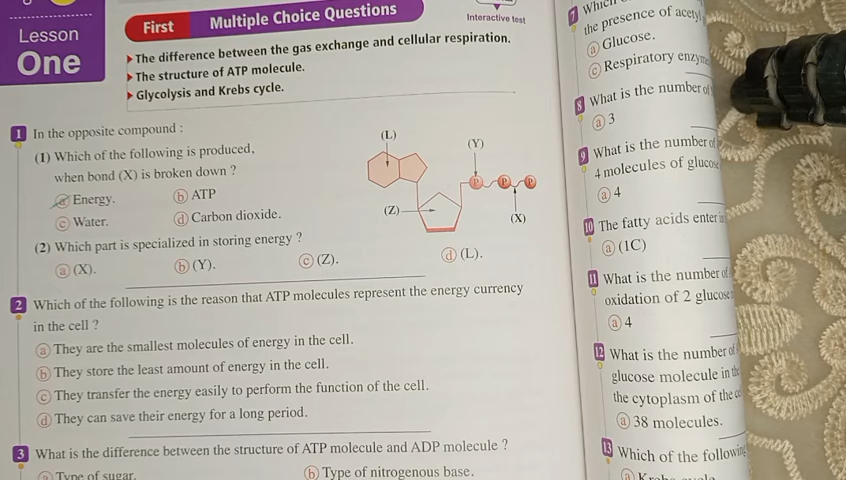 Lesson
One
First Multiple Choice Questions
Interactive test
The difference between the gas exchange and cellular respiration.
The structure of ATP molecule.
Glycolysis and Krebs cycle.
1 In the opposite compound :
(1) Which of the following is produced,
when bond (X) is broken down ?
a Energy. b ATP
c Water. d Carbon dioxide.
(L)
(Y)
P P P
(Z)
(X)
(2) Which part is specialized in storing energy ?
a (X). b (Y). c (Z). d (L).
2 Which of the following is the reason that ATP molecules represent the energy currency
in the cell ?
a They are the smallest molecules of energy in the cell.
b They store the least amount of energy in the cell.
c They transfer the energy easily to perform the function of the cell.
d They can save their energy for a long period.
3 What is the difference between the structure of ATP molecule and ADP molecule ?
a Type of sugar. b Type of nitrogenous base.
7 Which
the presence of acetyl
a Glucose.
c Respiratory
8 What is the number of
a 3
9 What is the number of
4 molecules of glucose
a 4
10 The fatty acids enter
a (1C)
11 What is the number of
oxidation of 2 glucose
a 4
12 What is the number of
glucose molecule in the
the cytoplasm of the
a 38 molecules.
13 Which of the following
a